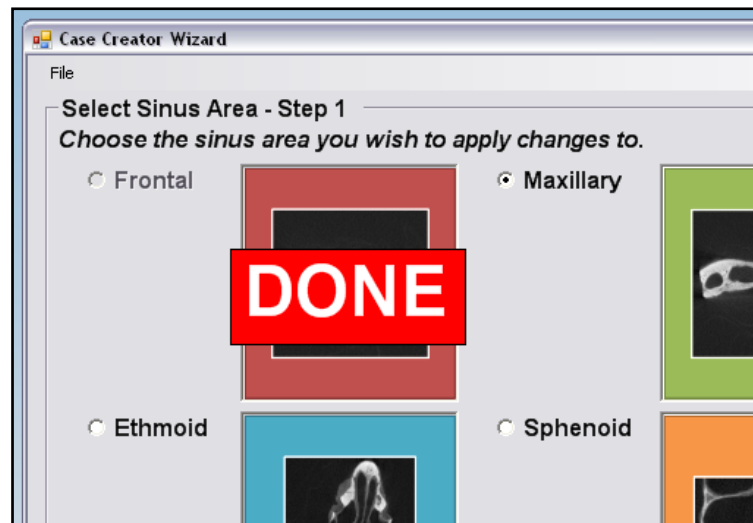 Case Creator Wizard
File
Select Sinus Area - Step 1
Choose the sinus area you wish to apply changes to.
Frontal
Maxillary
DONE
Ethmoid
Sphenoid